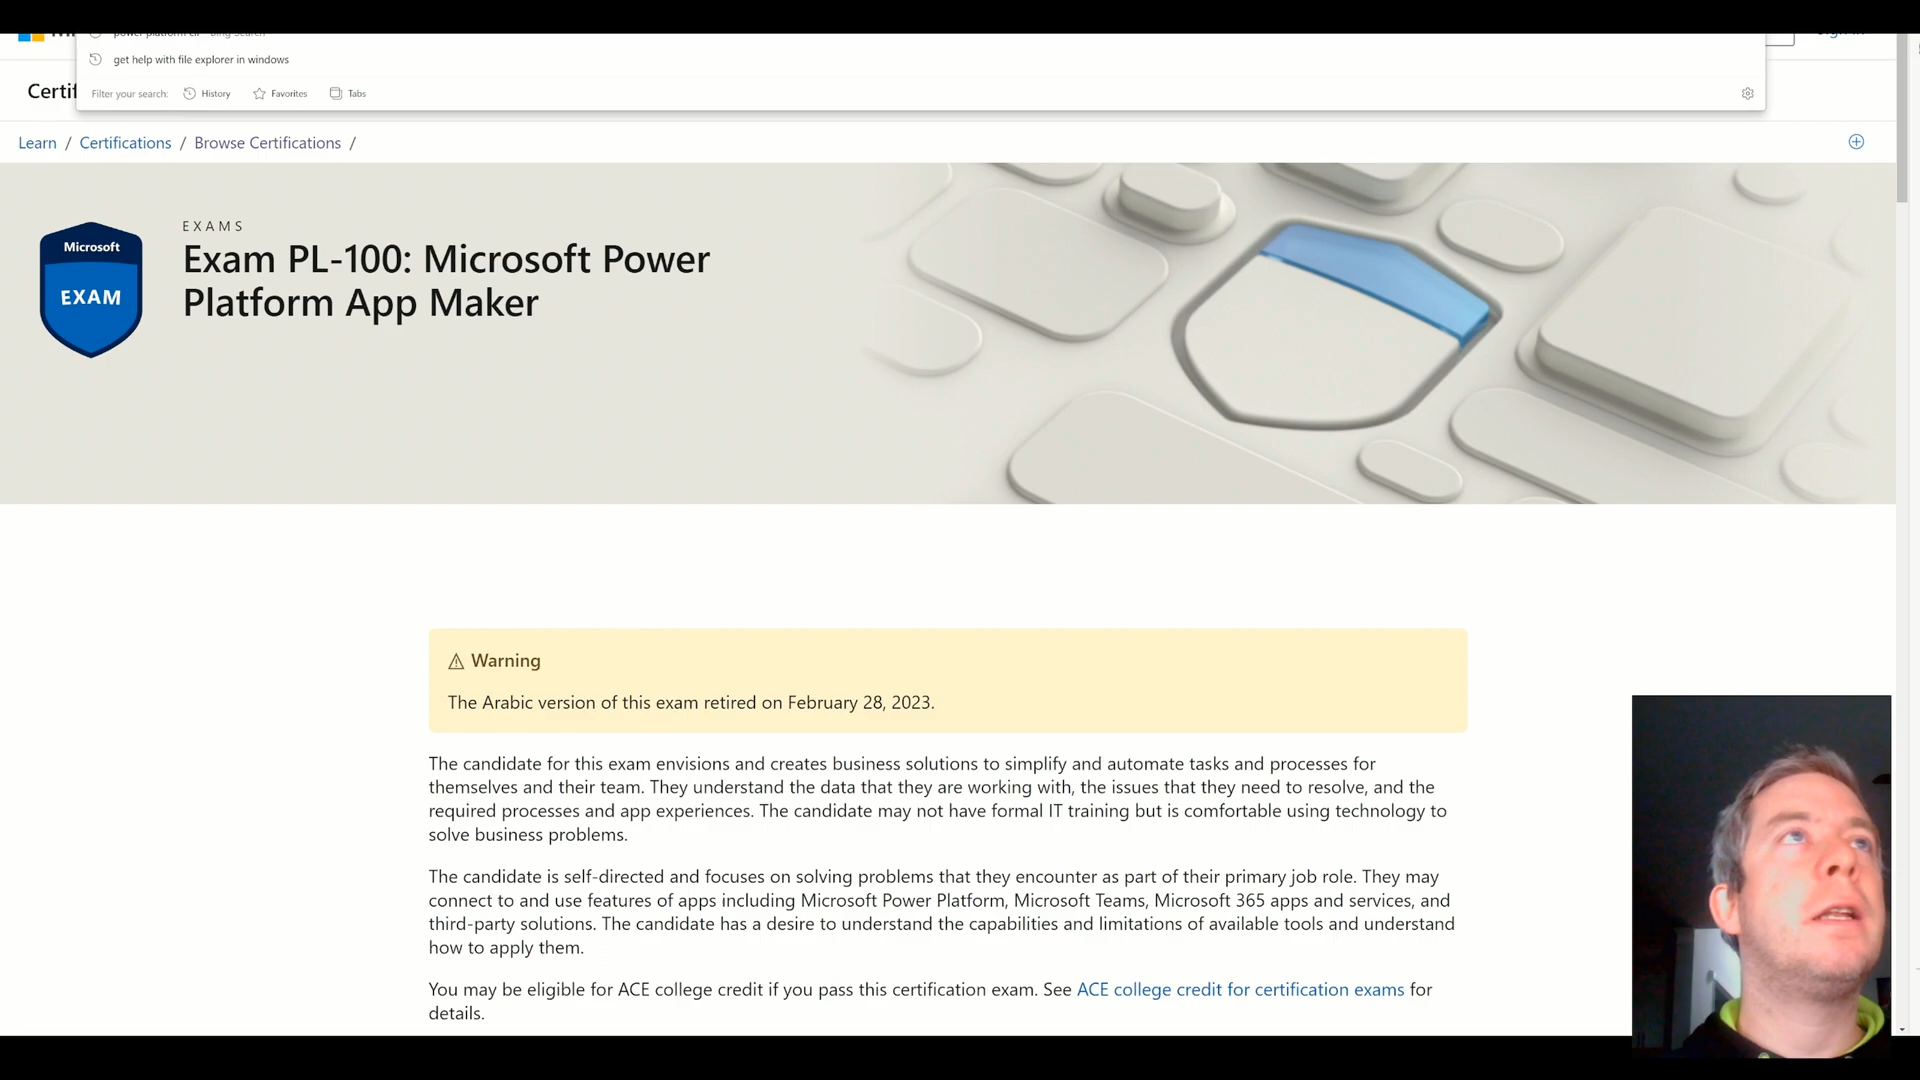 get help with file explorer in windows
Certif
Filter your search: History Favorites Tabs
Learn / Certifications / Browse Certifications /
EXAMS
Exam PL-100: Microsoft Power
Platform App Maker
Microsoft
EXAM
Warning
The Arabic version of this exam retired on February 28, 2023.
The candidate for this exam envisions and creates business solutions to simplify and automate tasks and processes for
themselves and their team. They understand the data that they are working with, the issues that they need to resolve, and the
required processes and app experiences. The candidate may not have formal IT training but is comfortable using technology to
solve business problems.
The candidate is self-directed and focuses on solving problems that they encounter as part of their primary job role. They may
connect to and use features of apps including Microsoft Power Platform, Microsoft Teams, Microsoft 365 apps and services, and
third-party solutions. The candidate has a desire to understand the capabilities and limitations of available tools and understand
how to apply them.
You may be eligible for ACE college credit if you pass this certification exam. See ACE college credit for certification exams for
details.